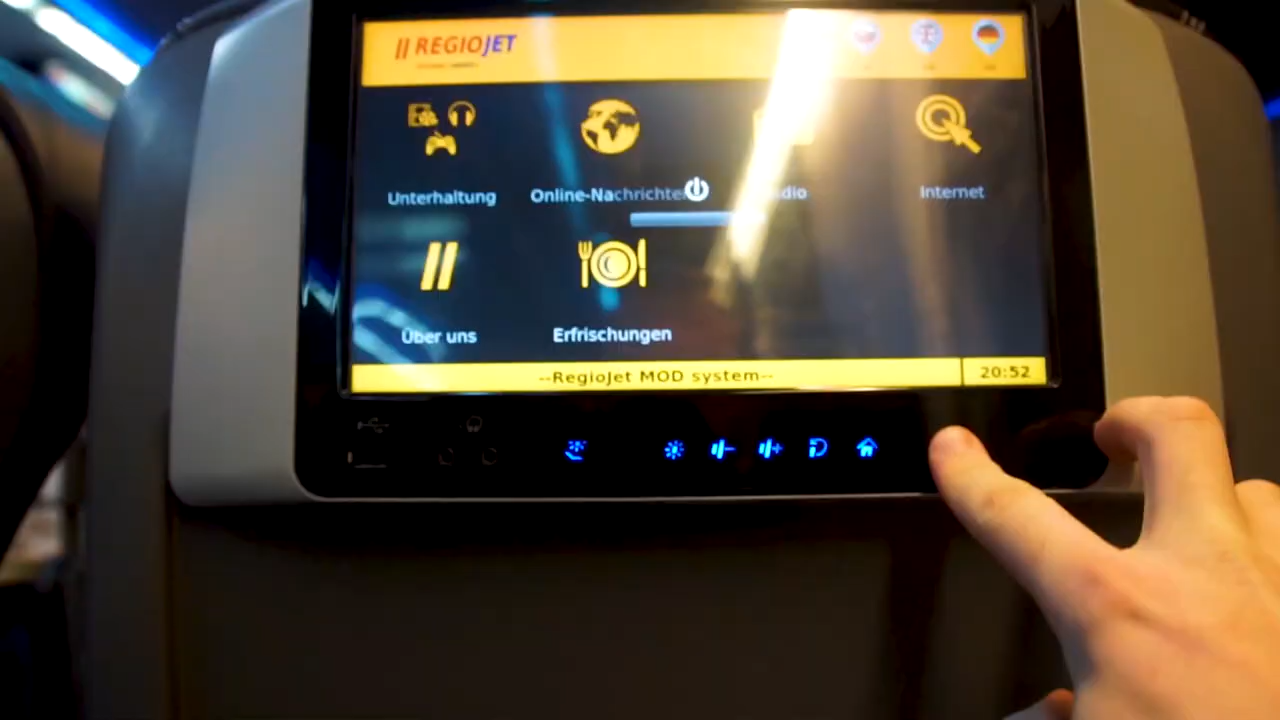 REGIOJET
Unterhaltung
Online-Nachrichten
Internet
Über uns
Erfrischungen
--RegioJet MOD system--
20:52